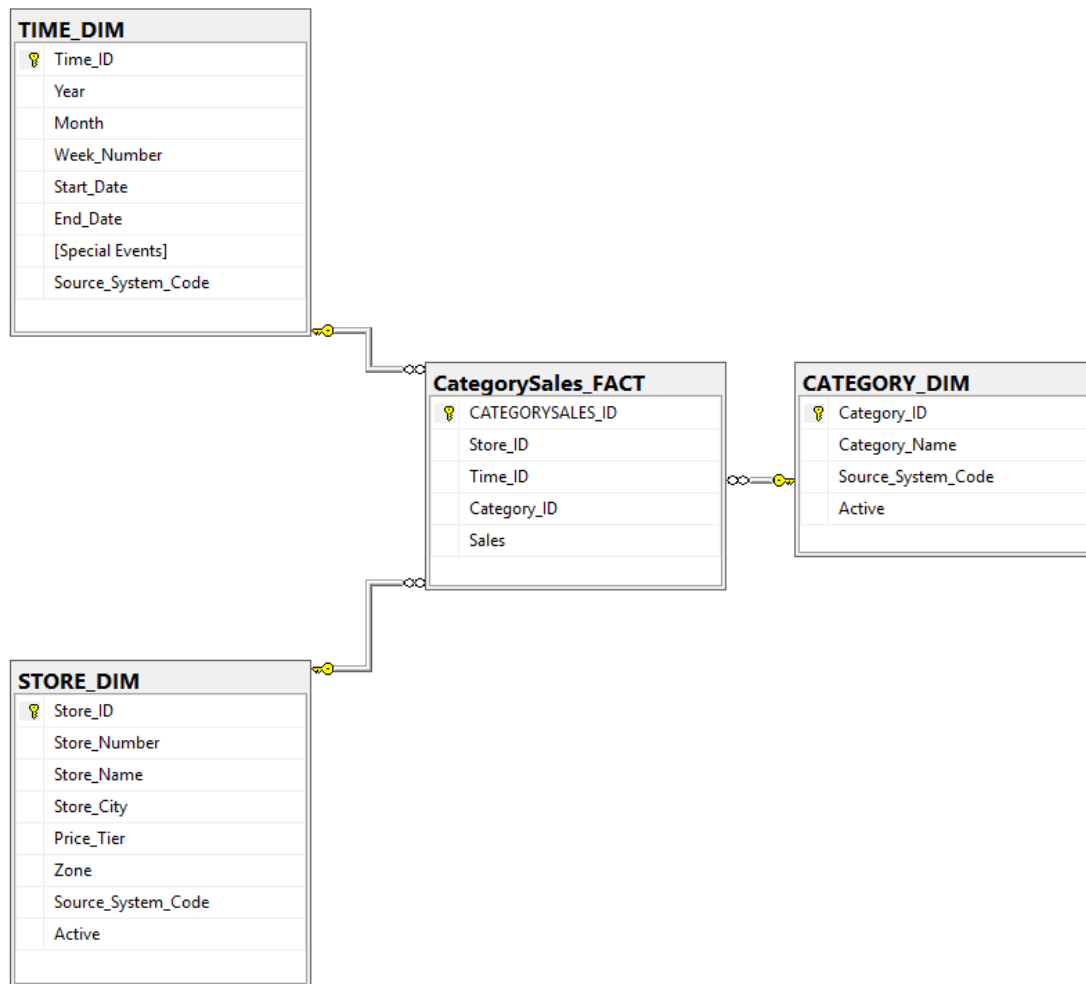 TIME_DIM
Time_ID
Year
Month
Week_Number
Start_Date
End_Date
[Special Events]
Source_System_Code
CategorySales_FACT
CATEGORYSALES_ID
Store_ID
Time_ID
Category_ID
Sales
CATEGORY_DIM
Category_ID
Category_Name
Source_System_Code
Active
STORE_DIM
Store_ID
Store_Number
Store_Name
Store_City
Price_Tier
Zone
Source_System_Code
Active